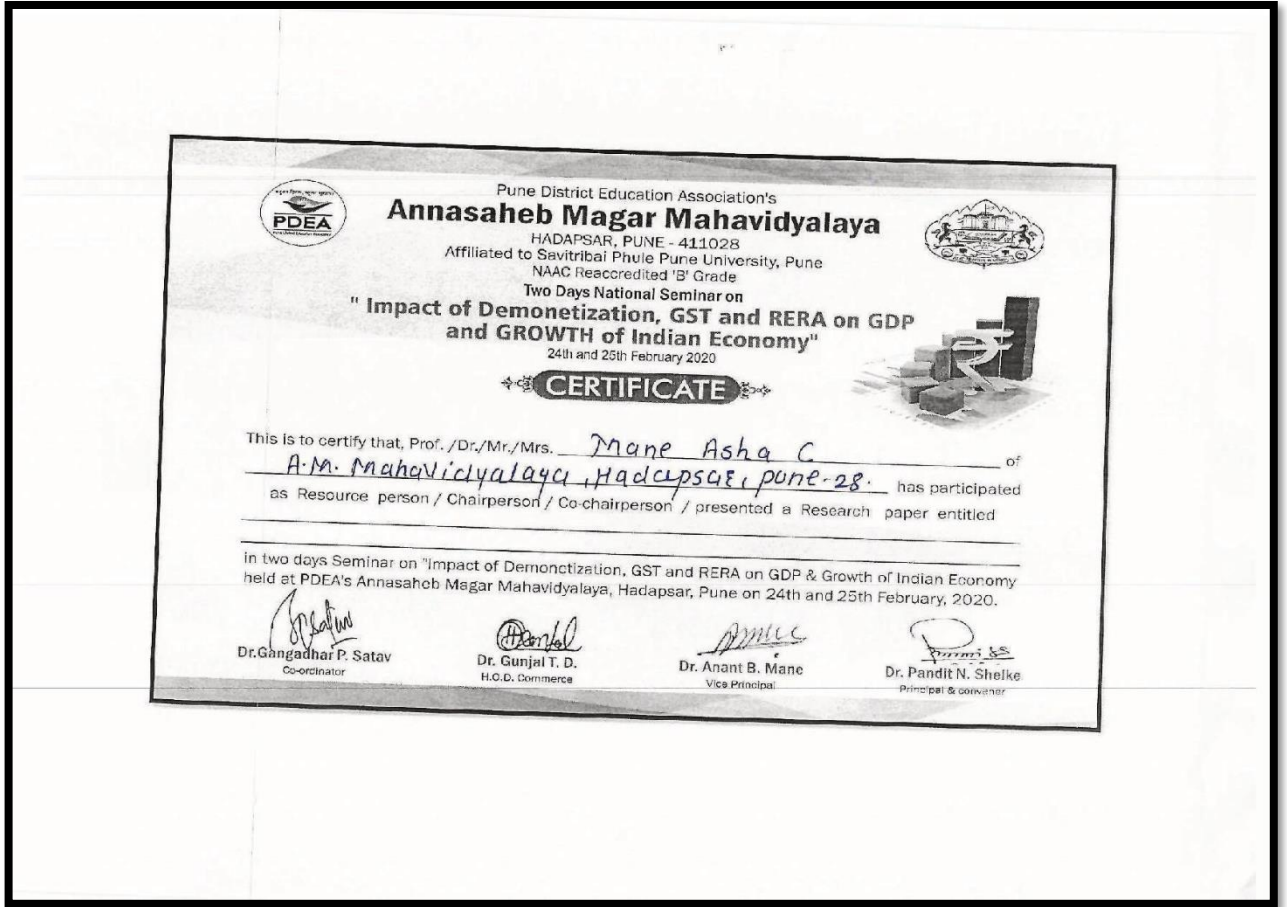 Pune District Education Association's
PDEA
Annasaheb Magar Mahavidyalaya
HADAPSAR, PUNE - 411028
Affiliated to Savitribai Phule Pune University, Pune
NAAC Reaccredited 'B' Grade
Two Days National Seminar on
" Impact of Demonetization, GST and RERA on GDP
and GROWTH of Indian Economy"
24th and 25th February 2020
CERTIFICATE
This is to certify that, Prof. /Dr./Mr./Mrs. Mane Asha C of
A.M. Mahavidyalaya, Hadapsar, pune-28. has participated
as Resource person / Chairperson / Co-chairperson / presented a Research paper entitled
in two days Seminar on "Impact of Demonetization, GST and RERA on GDP & Growth of Indian Economy
held at PDEA's Annasaheb Magar Mahavidyalaya, Hadapsar, Pune on 24th and 25th February, 2020.
Dr.Gangadhar P. Satav
Co-ordinator
Dr. Gunjal T. D.
H.O.D. Commerce
Dr. Anant B. Mane
Vice Principal
Dr. Pandit N. Shelke
Principal & convener